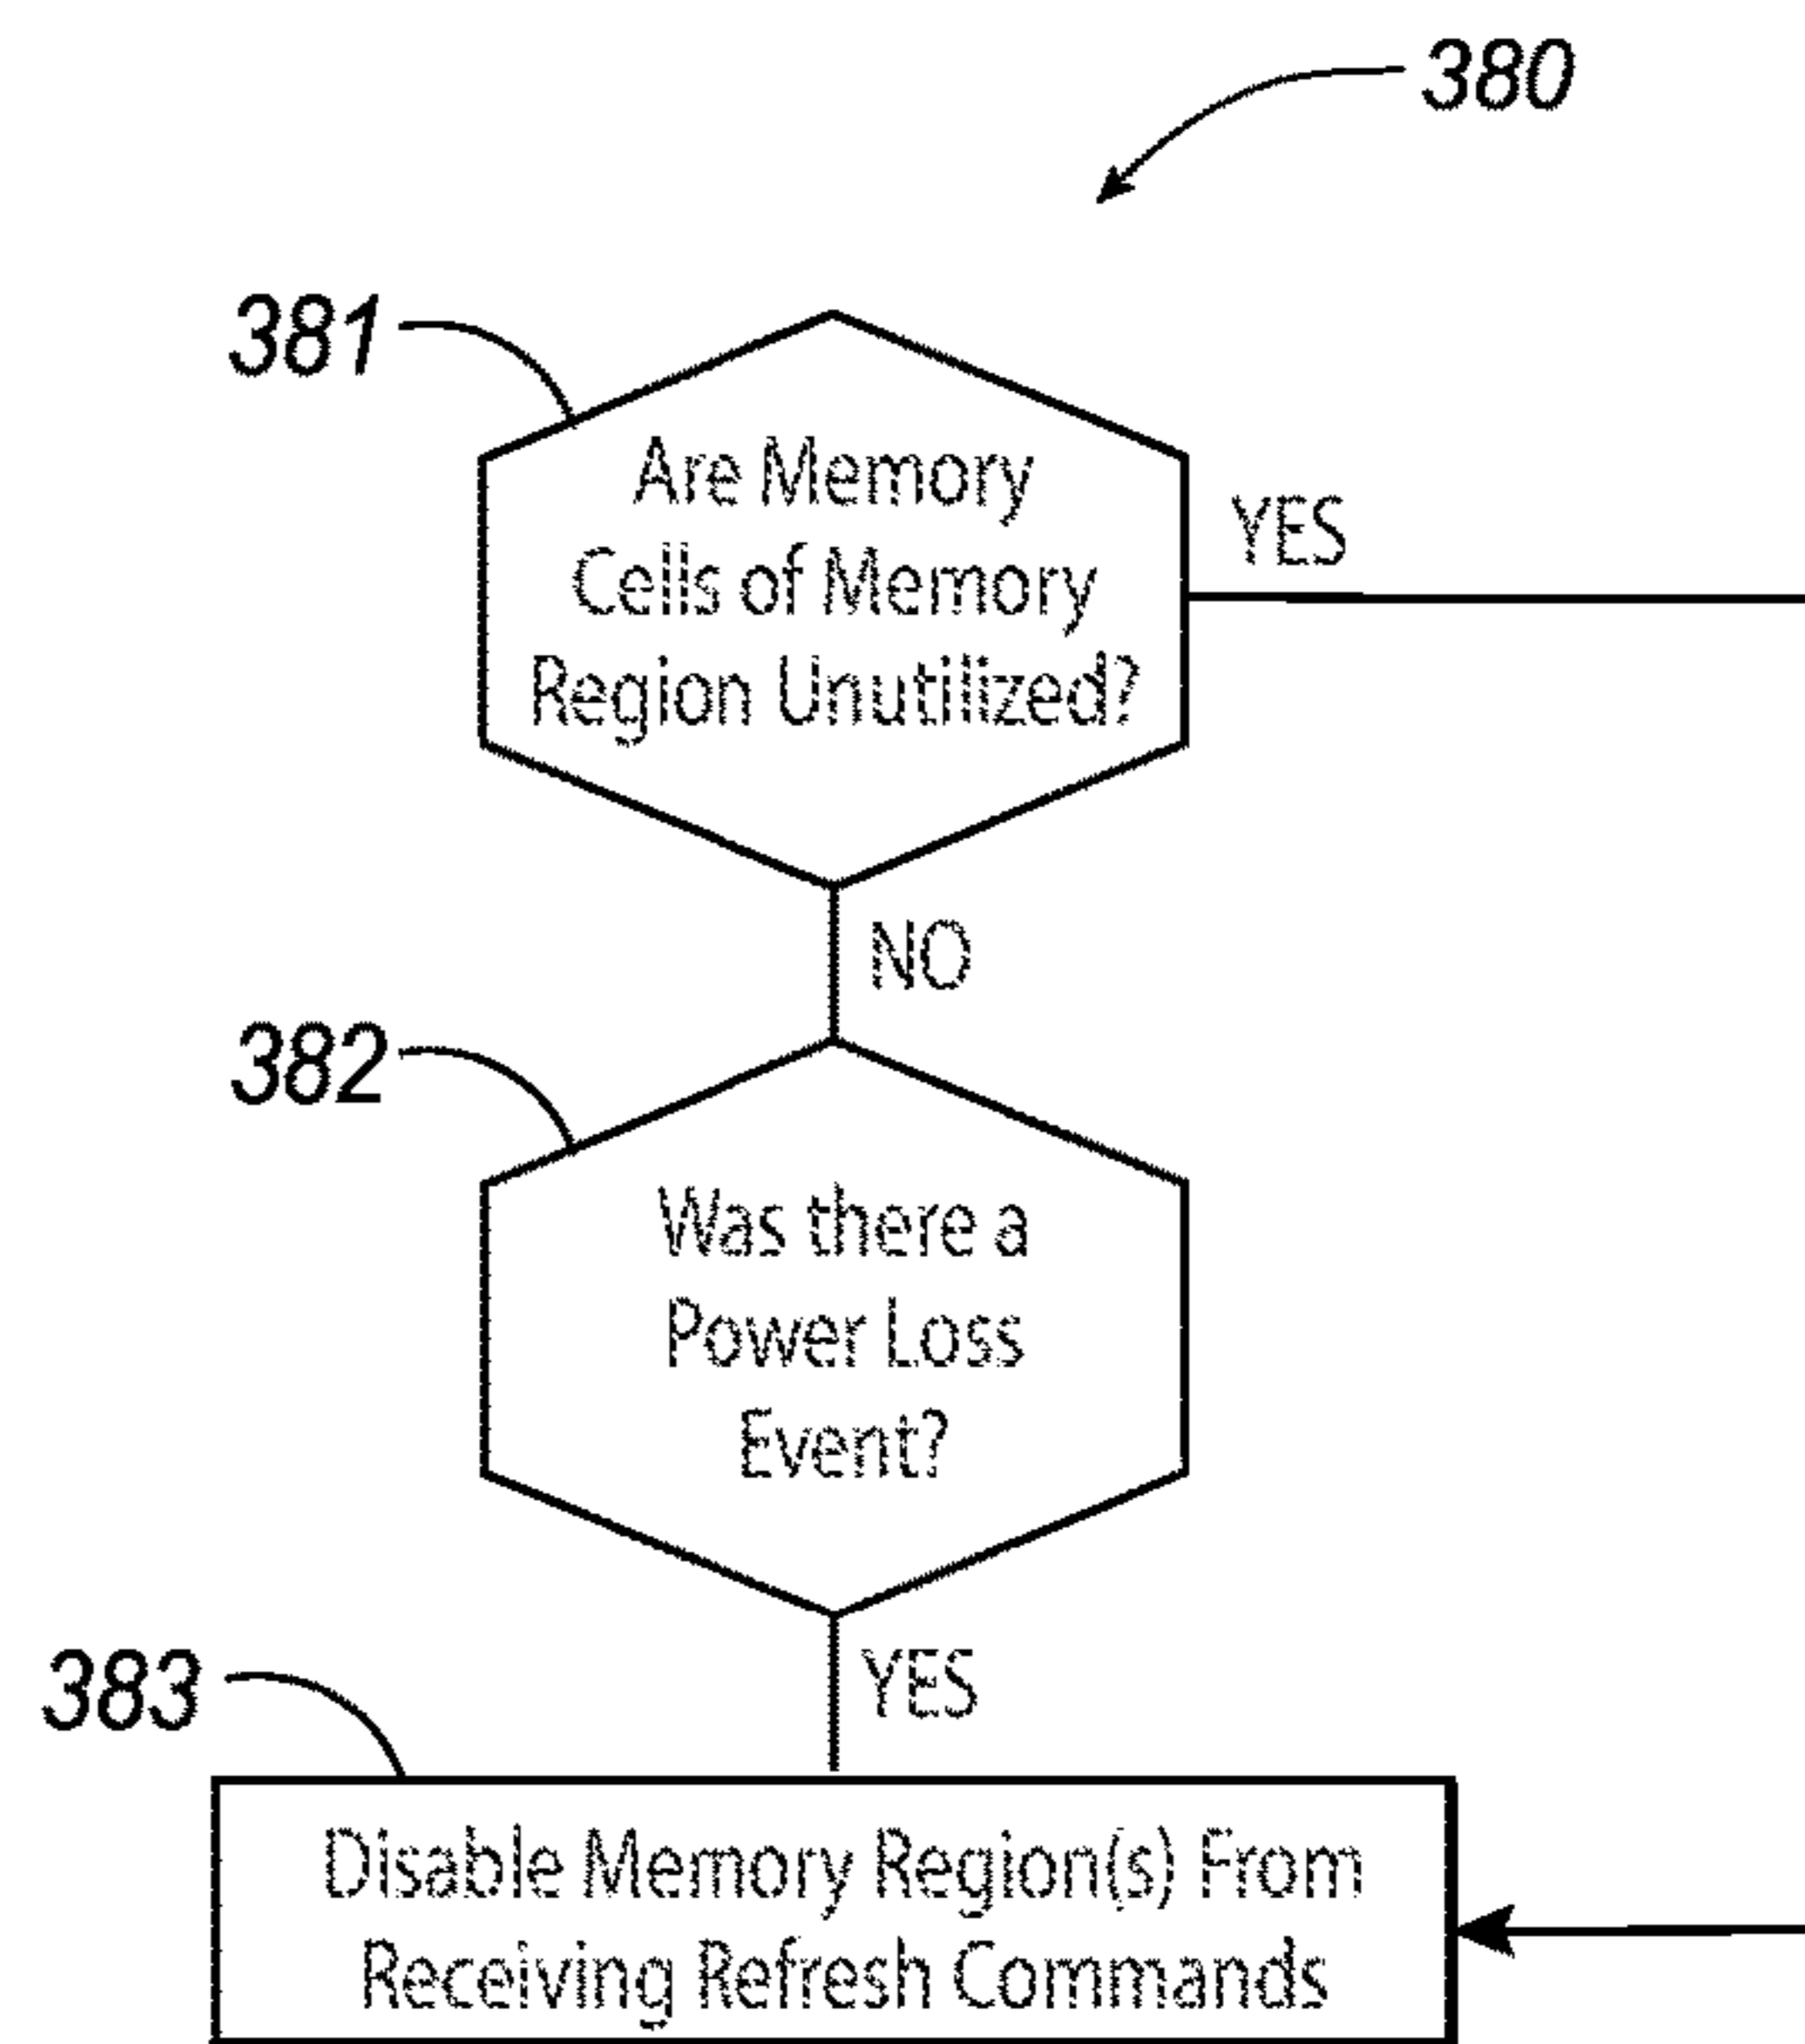 380
381
Are Memory
Cells of Memory
Region Unutilized?
YES
NO
382
Was there a
Power Loss
Event?
YES
383
Disable Memory Region(s) From
Receiving Refresh Commands